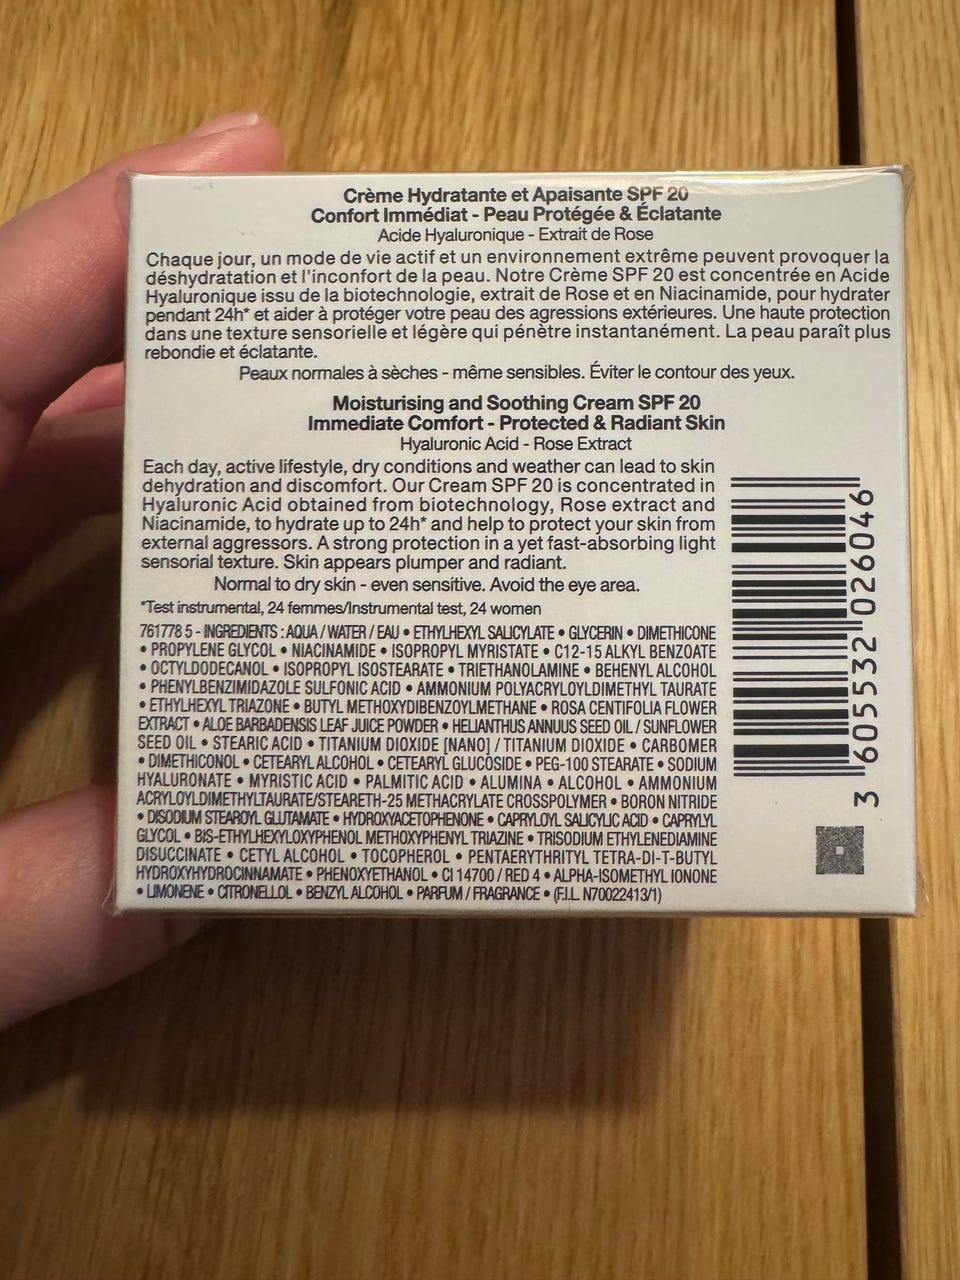 Crème Hydratante et Apaisante SPF 20
Confort Immédiat - Peau Protégée & Éclatante
Acide Hyaluronique - Extrait de Rose
Chaque jour, un mode de vie actif et un environnement extrême peuvent provoquer la
déshydratation et l'inconfort de la peau. Notre Crème SPF 20 est concentrée en Acide
Hyaluronique issu de la biotechnologie, extrait de Rose et en Niacinamide, pour hydrater
pendant 24h* et aider à protéger votre peau des agressions extérieures. Une haute protection
dans une texture sensorielle et légère qui pénètre instantanément. La peau paraît plus
rebondie et éclatante.
Peaux normales à sèches - même sensibles. Éviter le contour des yeux.
Moisturising and Soothing Cream SPF 20
Immediate Comfort - Protected & Radiant Skin
Hyaluronic Acid - Rose Extract
Each day, active lifestyle, dry conditions and weather can lead to skin
dehydration and discomfort. Our Cream SPF 20 is concentrated in
Hyaluronic Acid obtained from biotechnology, Rose extract and
Niacinamide, to hydrate up to 24h* and help to protect your skin from
external aggressors. A strong protection in a yet fast-absorbing light
sensorial texture. Skin appears plumper and radiant.
Normal to dry skin - even sensitive. Avoid the eye area.
*Test instrumental, 24 femmes/Instrumental test, 24 women
761778 5 - INGREDIENTS : AQUA / WATER / EAU • ETHYLHEXYL SALICYLATE • GLYCERIN • DIMETHICONE
• PROPYLENE GLYCOL • NIACINAMIDE • ISOPROPYL MYRISTATE • C12-15 ALKYL BENZOATE
• OCTYLDODECANOL • ISOPROPYL ISOSTEARATE • TRIETHANOLAMINE • BEHENYL ALCOHOL
• PHENYLBENZIMIDAZOLE SULFONIC ACID • AMMONIUM POLYACRYLOYLDIMETHYL TAURATE
• ETHYLHEXYL TRIAZONE • BUTYL METHOXYDIBENZOYLMETHANE • ROSA CENTIFOLIA FLOWER
EXTRACT • ALOE BARBADENSIS LEAF JUICE POWDER • HELIANTHUS ANNUUS SEED OIL / SUNFLOWER
SEED OIL • STEARIC ACID • TITANIUM DIOXIDE [NANO] / TITANIUM DIOXIDE • CARBOMER
• DIMETHICONOL • CETEARYL ALCOHOL • CETEARYL GLUCOSIDE • PEG-100 STEARATE • SODIUM
HYALURONATE • MYRISTIC ACID • PALMITIC ACID • ALUMINA • ALCOHOL • AMMONIUM
ACRYLOYLDIMETHYLTAURATE/STEARETH-25 METHACRYLATE CROSSPOLYMER • BORON NITRIDE
• DISODIUM STEAROYL GLUTAMATE • HYDROXYACETOPHENONE • CAPRYLOYL SALICYLIC ACID • CAPRYLYL
GLYCOL • BIS-ETHYLHEXYLOXYPHENOL METHOXYPHENYL TRIAZINE • TRISODIUM ETHYLENEDIAMINE
DISUCCINATE • CETYL ALCOHOL • TOCOPHEROL • PENTAERYTHRITYL TETRA-DI-T-BUTYL
HYDROXYHYDROCINNAMATE • PHENOXYETHANOL • CI 14700 / RED 4 • ALPHA-ISOMETHYL IONONE
• LIMONENE • CITRONELLOL • BENZYL ALCOHOL • PARFUM / FRAGRANCE • (F.I.L. N70022413/1)
3 605532 026046